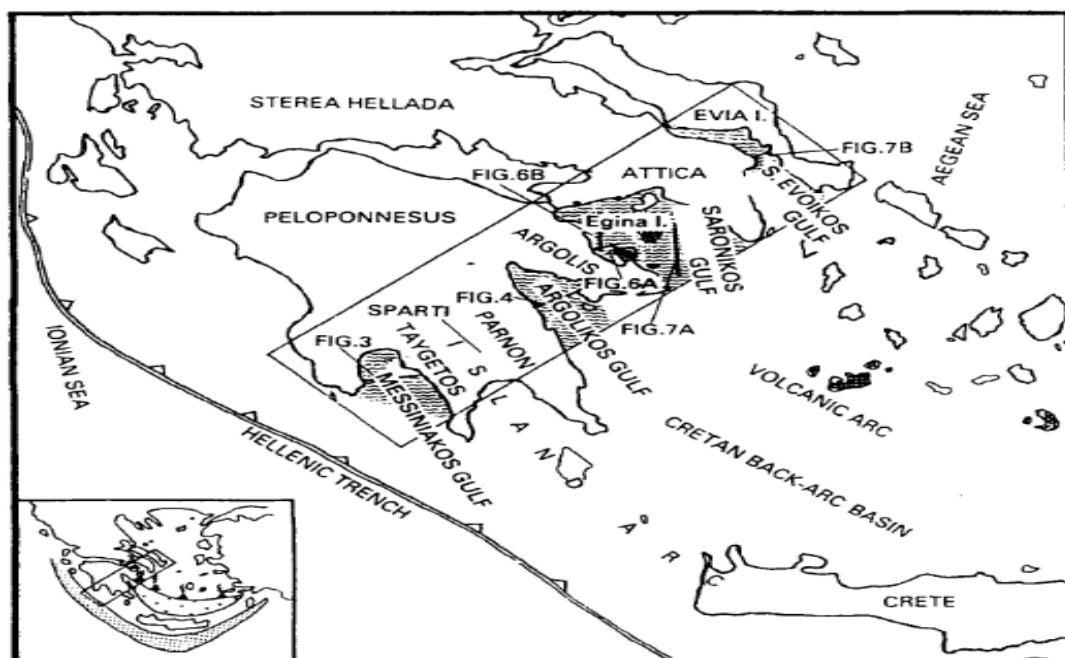 STEREA HELLADA
EVIA I.
AEGEAN SEA
FIG.7B
FIG.6B
ATTICA
S. EVOIKOS
GULF
PELOPONNESUS
Egina I.
SARONIKOS
GULF
ARGOLIS
FIG.6A
FIG.4
ARGOLIKOS GULF
FIG.7A
SPARTI
PARNON
TAYGETOS
FIG.3
MESSINIAKOS GULF
IONIAN SEA
HELLENIC TRENCH
ISLAND ARC
VOLCANIC ARC
CRETAN BACK-ARC BASIN
CRETE